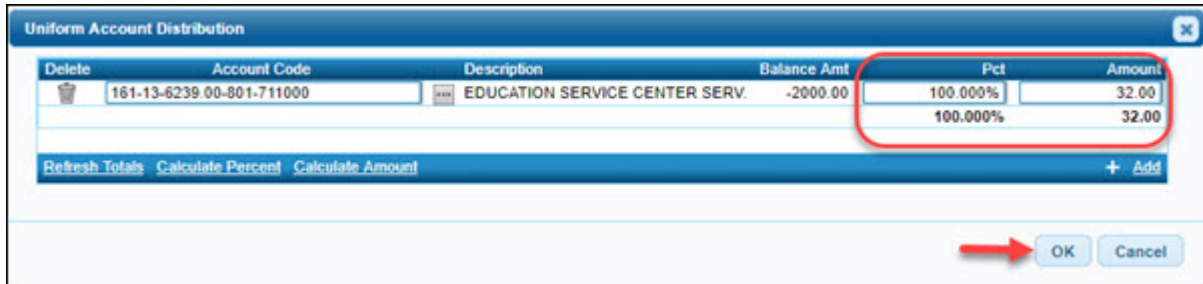 Uniform Account Distribution
Delete Account Code Description Balance Amt Pct Amount
161-13-6239.00-801-711000 ... EDUCATION SERVICE CENTER SERV. -2000.00 100.000% 32.00
100.000% 32.00
Refresh Totals Calculate Percent Calculate Amount + Add
OK Cancel